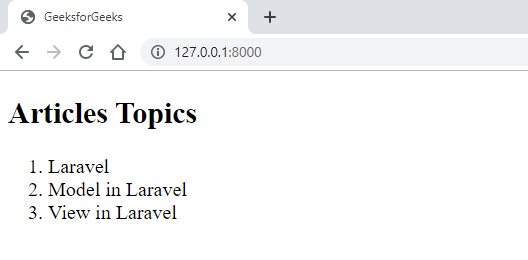 GeeksforGeeks
127.0.0.1:8000
Articles Topics
1. Laravel
2. Model in Laravel
3. View in Laravel